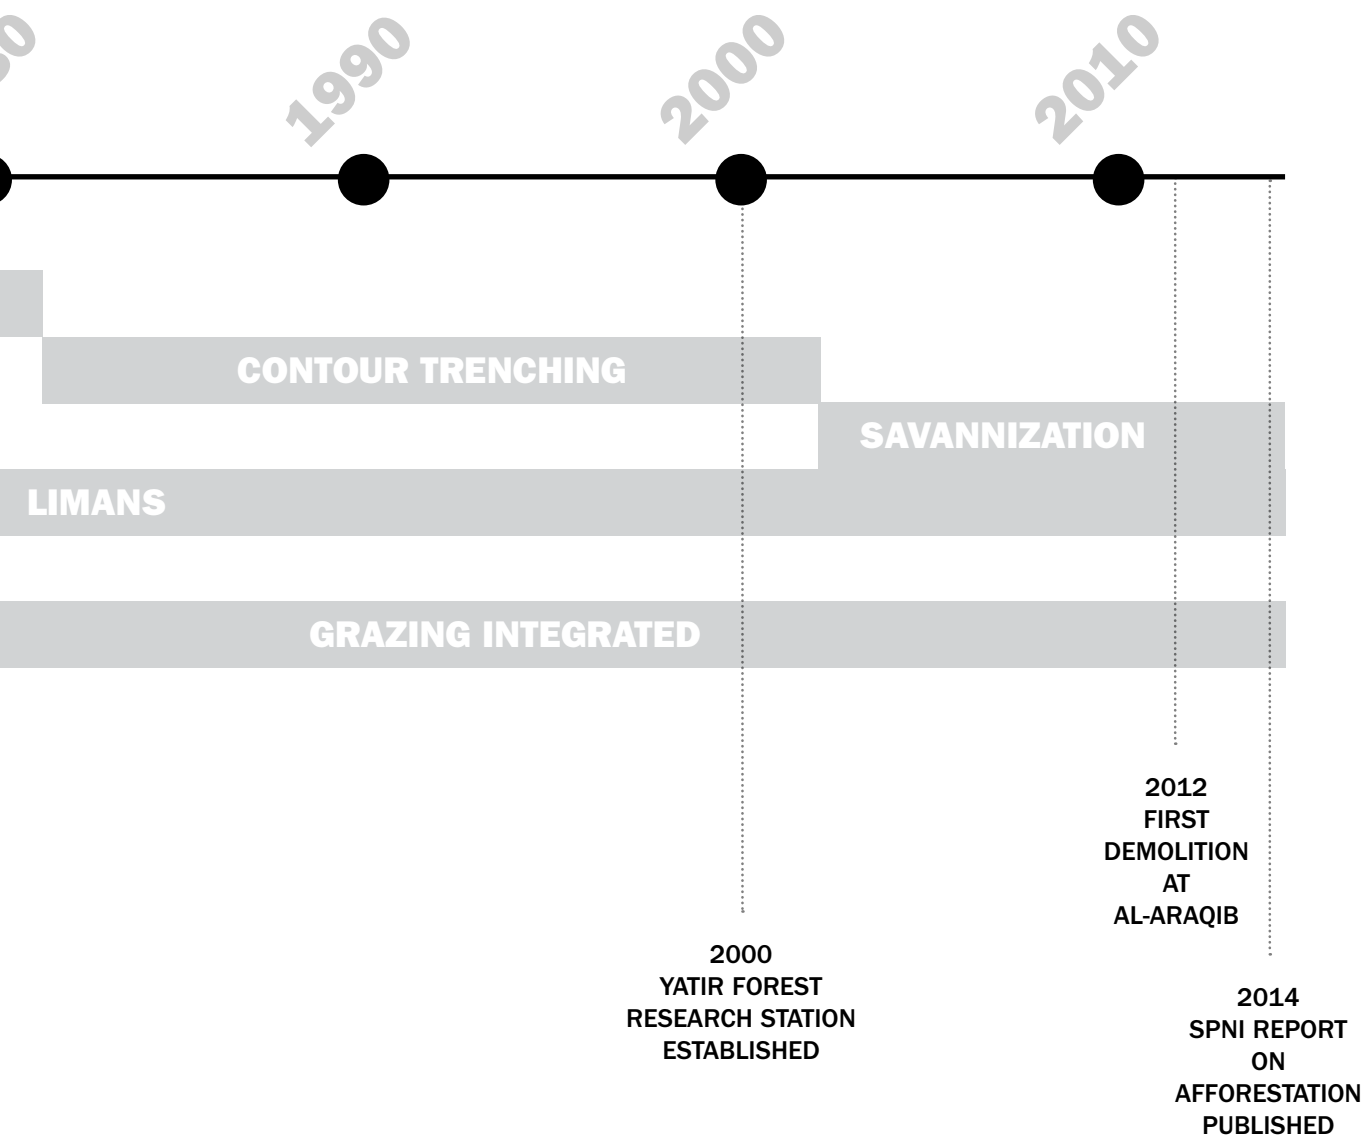 0
1990
2000
2010
CONTOUR TRENCHING
SAVANNIZATION
LIMANS
GRAZING INTEGRATED
2012
FIRST
DEMOLITION
AT
AL-ARAQIB
2000
YATIR FOREST
RESEARCH STATION
ESTABLISHED
2014
SPNI REPORT
ON
AFFORESTATION
PUBLISHED